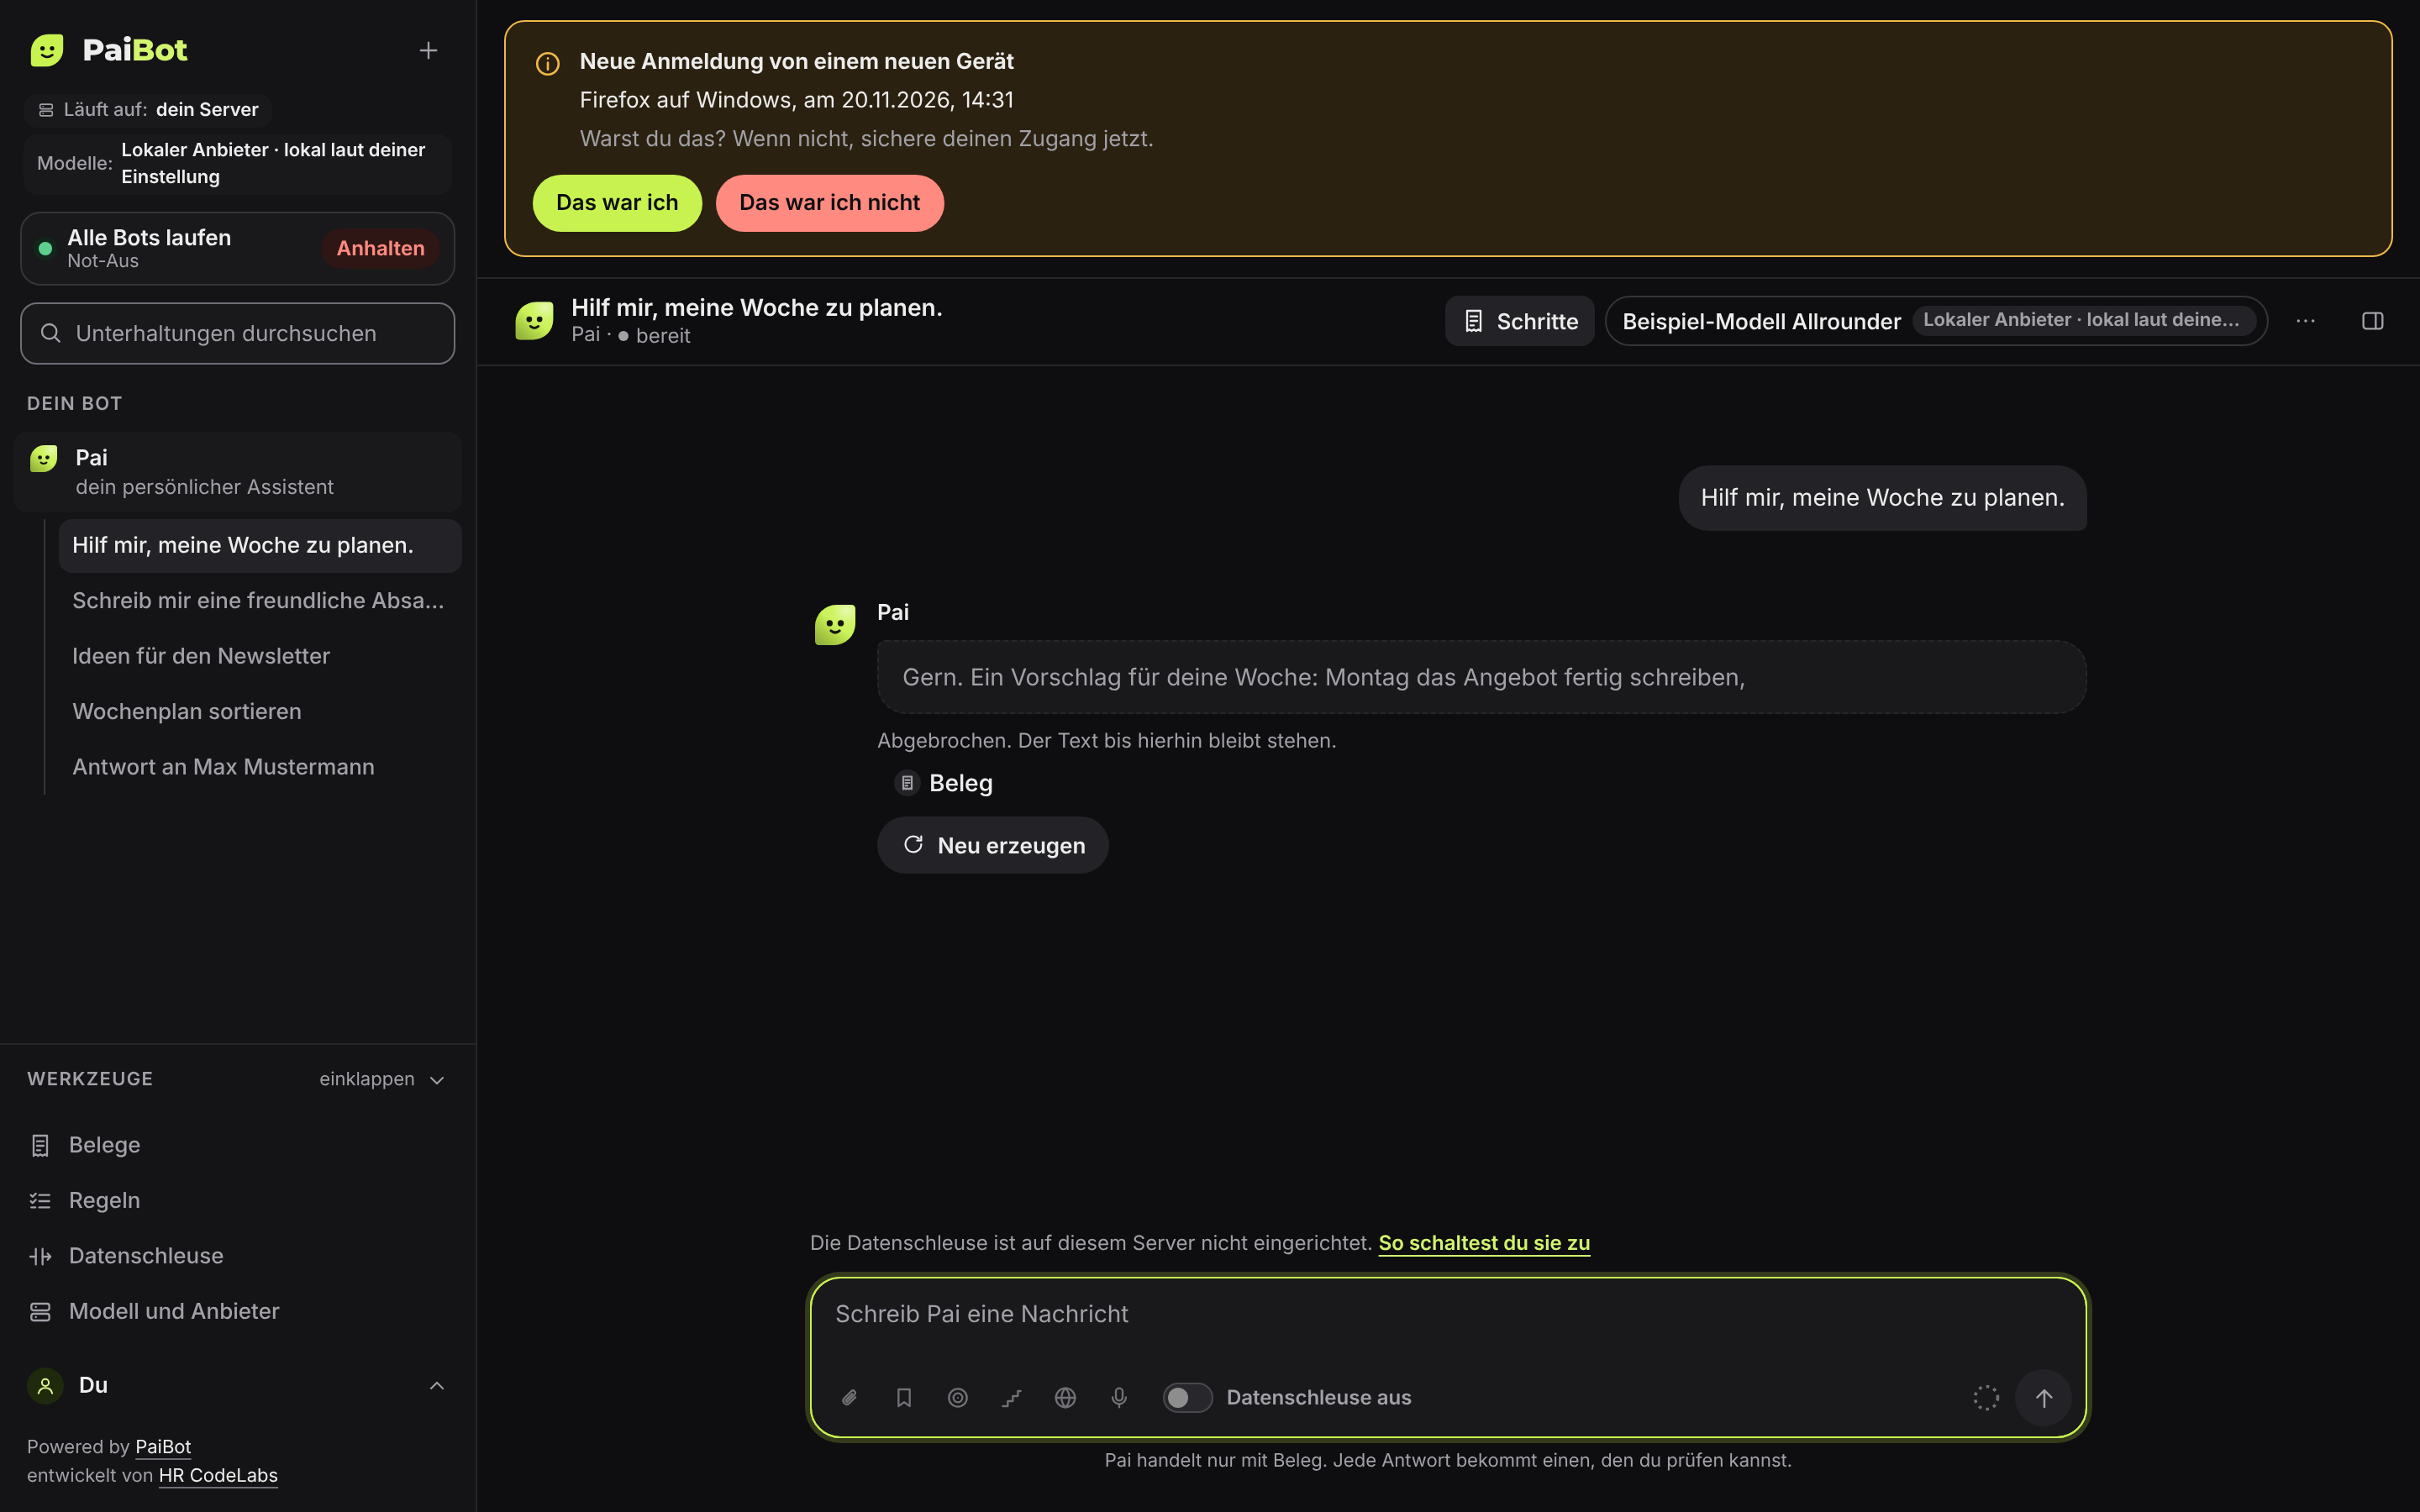 PaiBot
Läuft auf: dein Server
Modelle: Lokaler Anbieter · lokal laut deiner
Einstellung
Alle Bots laufen
Not-Aus
Anhalten
Unterhaltungen durchsuchen
DEIN BOT
Pai
dein persönlicher Assistent
Hilf mir, meine Woche zu planen.
Schreib mir eine freundliche Absa...
Ideen für den Newsletter
Wochenplan sortieren
Antwort an Max Mustermann
WERKZEUGE
einklappen
Belege
Regeln
Datenschleuse
Modell und Anbieter
Du
Powered by PaiBot
entwickelt von HR CodeLabs
Neue Anmeldung von einem neuen Gerät
Firefox auf Windows, am 20.11.2026, 14:31
Warst du das? Wenn nicht, sichere deinen Zugang jetzt.
Das war ich
Das war ich nicht
Hilf mir, meine Woche zu planen.
Pai · bereit
Schritte
Beispiel-Modell Allrounder
Lokaler Anbieter · lokal laut deine...
Hilf mir, meine Woche zu planen.
Pai
Gern. Ein Vorschlag für deine Woche: Montag das Angebot fertig schreiben,
Abgebrochen. Der Text bis hierhin bleibt stehen.
Beleg
Neu erzeugen
Die Datenschleuse ist auf diesem Server nicht eingerichtet. So schaltest du sie zu
Schreib Pai eine Nachricht
Datenschleuse aus
Pai handelt nur mit Beleg. Jede Antwort bekommt einen, den du prüfen kannst.